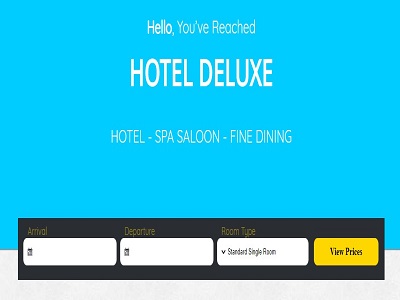 Hello, You've Reached
HOTEL DELUXE
HOTEL - SPA SALOON - FINE DINING
Arrival Departure Room Type
Standard Single Room View Prices